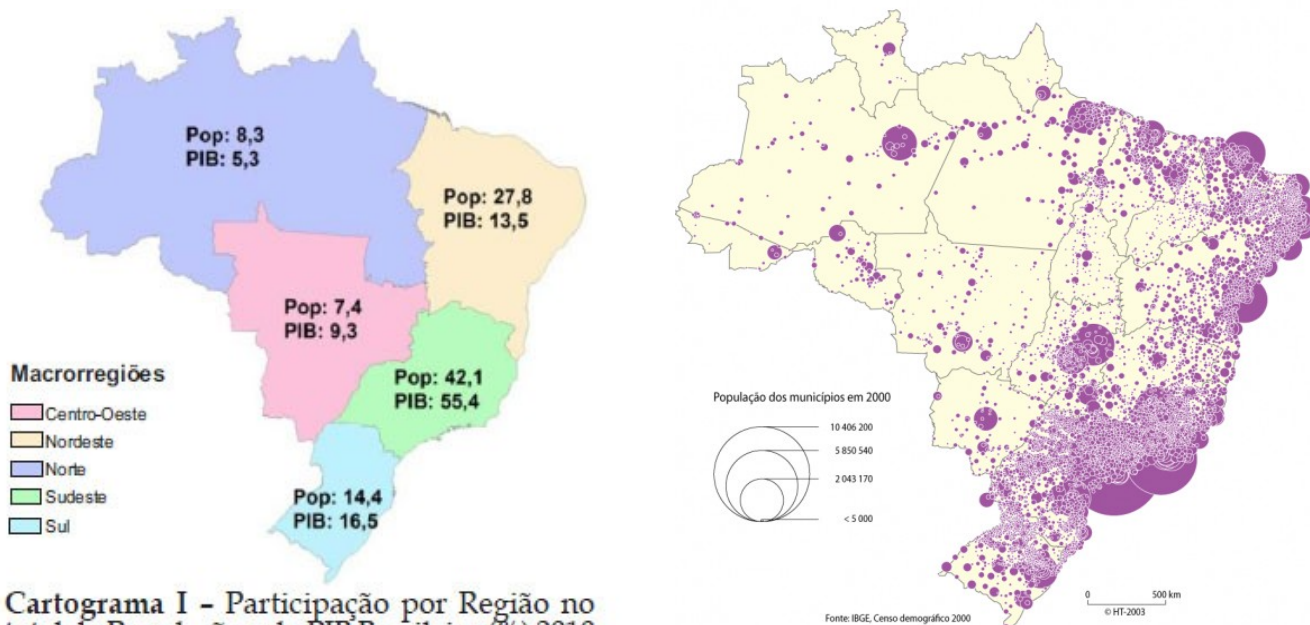 Pop: 8,3
PIB: 5,3
Pop: 27,8
PIB: 13,5
Pop: 7,4
PIB: 9,3
Pop: 42,1
PIB: 55,4
Pop: 14,4
PIB: 16,5
Macrorregiões
Centro-Oeste
Nordeste
Norte
Sudeste
Sul
Cartograma I – Participação por Região no
População dos municípios em 2000
10 406 200
5 850 540
2 043 170
< 5 000
0 500 km
© HT-2003
Fonte: IBGE, Censo demográfico 2000